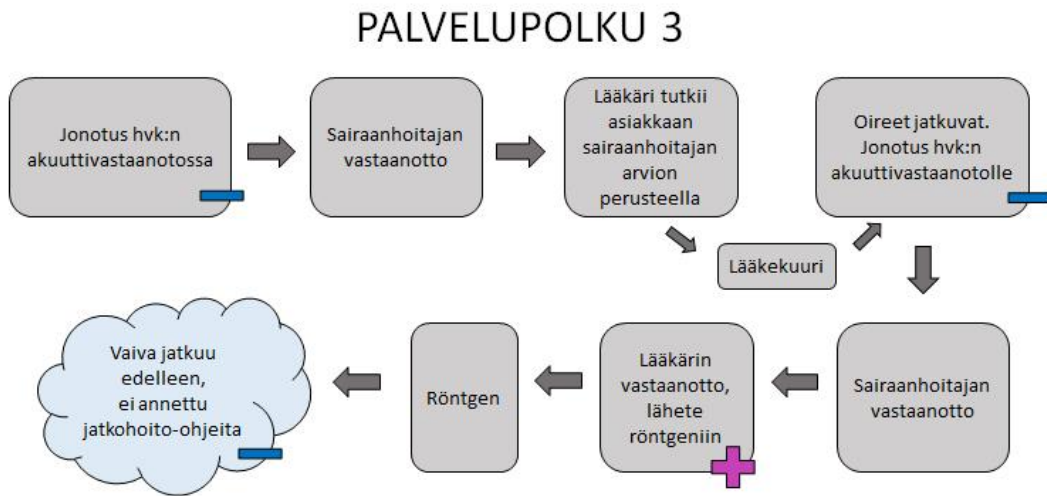 PALVELUPOLKU 3
Jonotus hvk:n
akuuttivastaanotossa
Sairaanhoitajan
vastaanotto
Lääkäri tutkii
asiakkaan
sairaanhoitajan
arvion
perusteella
Lääkekuuri
Oireet jatkuvat.
Jonotus hvk:n
akuuttivastaanotolle
Sairaanhoitajan
vastaanotto
Lääkärin
vastaanotto,
lähete
röntgeniin
Röntgen
Vaiva jatkuu
edelleen,
ei annettu
jatkohoito-ohjeita